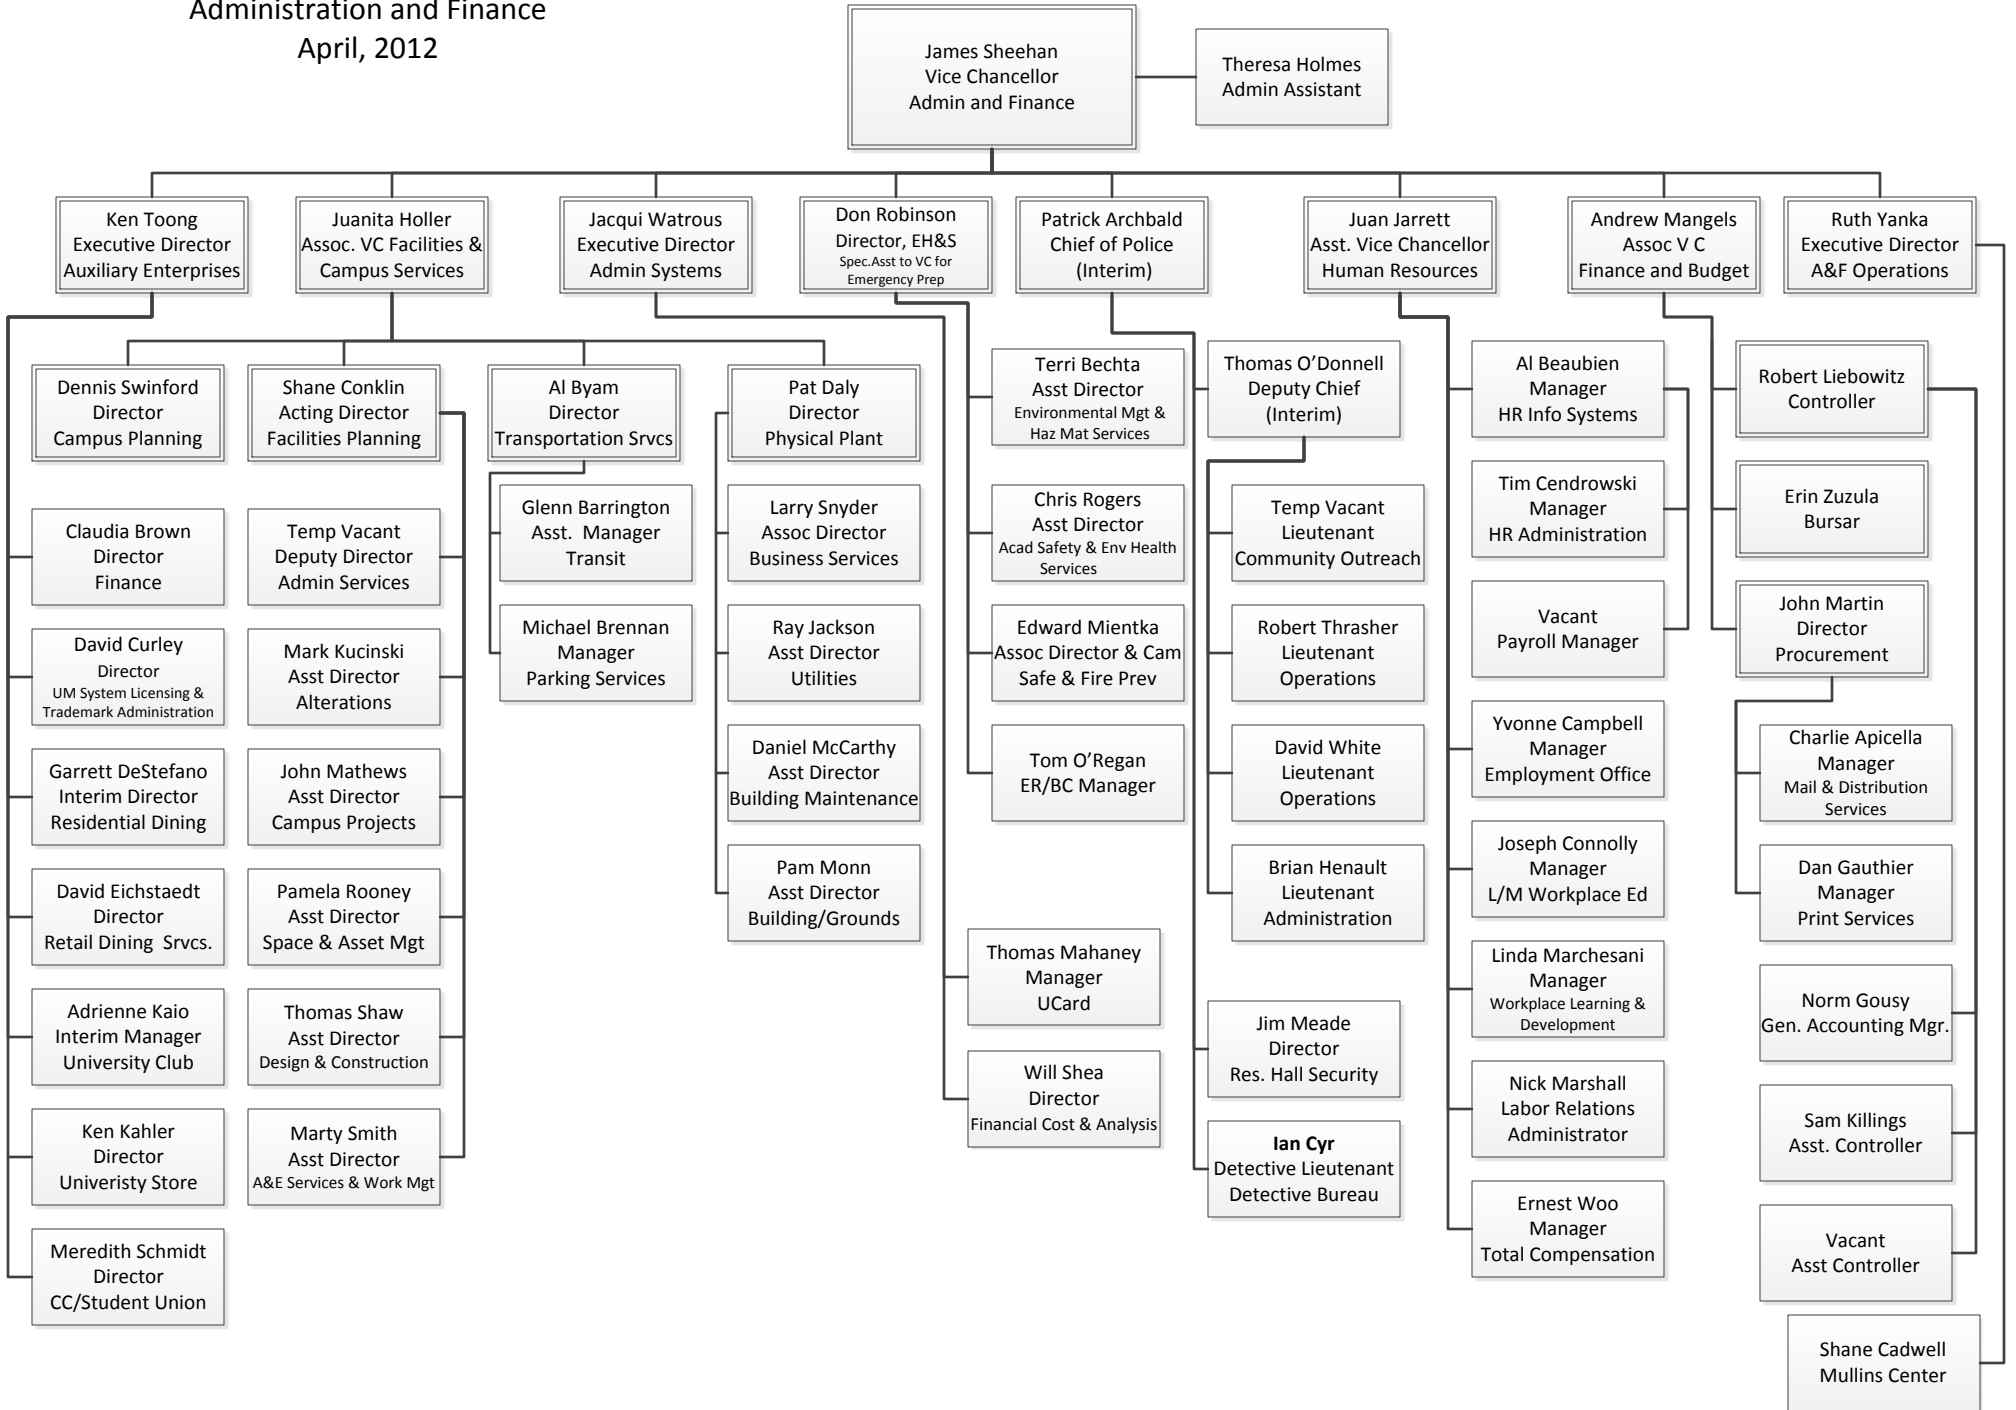 Administration and Finance
April, 2012
James Sheehan
Vice Chancellor
Admin and Finance
Theresa Holmes
Admin Assistant
Ken Toong
Executive Director
Auxiliary Enterprises
Juanita Holler
Assoc. VC Facilities &
Campus Services
Jacqui Watrous
Executive Director
Admin Systems
Don Robinson
Director, EH&S
Spec.Asst to VC for
Emergency Prep
Patrick Archbald
Chief of Police
(Interim)
Juan Jarrett
Asst. Vice Chancellor
Human Resources
Andrew Mangels
Assoc V C
Finance and Budget
Ruth Yanka
Executive Director
A&F Operations
Dennis Swinford
Director
Campus Planning
Shane Conklin
Acting Director
Facilities Planning
Al Byam
Director
Transportation Srvcs
Pat Daly
Director
Physical Plant
Terri Bechta
Asst Director
Environmental Mgt &
Haz Mat Services
Thomas O’Donnell
Deputy Chief
(Interim)
Al Beaubien
Manager
HR Info Systems
Robert Liebowitz
Controller
Claudia Brown
Director
Finance
Temp Vacant
Deputy Director
Admin Services
Glenn Barrington
Asst. Manager
Transit
Larry Snyder
Assoc Director
Business Services
Chris Rogers
Asst Director
Acad Safety & Env Health
Services
Temp Vacant
Lieutenant
Community Outreach
Tim Cendrowski
Manager
HR Administration
Erin Zuzula
Bursar
David Curley
Director
UM System Licensing &
Trademark Administration
Mark Kucinski
Asst Director
Alterations
Michael Brennan
Manager
Parking Services
Ray Jackson
Asst Director
Utilities
Edward Mientka
Assoc Director & Cam
Safe & Fire Prev
Robert Thrasher
Lieutenant
Operations
Vacant
Payroll Manager
John Martin
Director
Procurement
Garrett DeStefano
Interim Director
Residential Dining
John Mathews
Asst Director
Campus Projects
Daniel McCarthy
Asst Director
Building Maintenance
Tom O’Regan
ER/BC Manager
David White
Lieutenant
Operations
Yvonne Campbell
Manager
Employment Office
Charlie Apicella
Manager
Mail & Distribution
Services
David Eichstaedt
Director
Retail Dining Srvcs.
Pamela Rooney
Asst Director
Space & Asset Mgt
Pam Monn
Asst Director
Building/Grounds
Brian Henault
Lieutenant
Administration
Joseph Connolly
Manager
L/M Workplace Ed
Dan Gauthier
Manager
Print Services
Adrienne Kaio
Interim Manager
University Club
Thomas Shaw
Asst Director
Design & Construction
Thomas Mahaney
Manager
UCard
Jim Meade
Director
Res. Hall Security
Linda Marchesani
Manager
Workplace Learning &
Development
Norm Gousy
Gen. Accounting Mgr.
Ken Kahler
Director
Univeristy Store
Marty Smith
Asst Director
A&E Services & Work Mgt
Will Shea
Director
Financial Cost & Analysis
Ian Cyr
Detective Lieutenant
Detective Bureau
Nick Marshall
Labor Relations
Administrator
Sam Killings
Asst. Controller
Meredith Schmidt
Director
CC/Student Union
Ernest Woo
Manager
Total Compensation
Vacant
Asst Controller
Shane Cadwell
Mullins Center